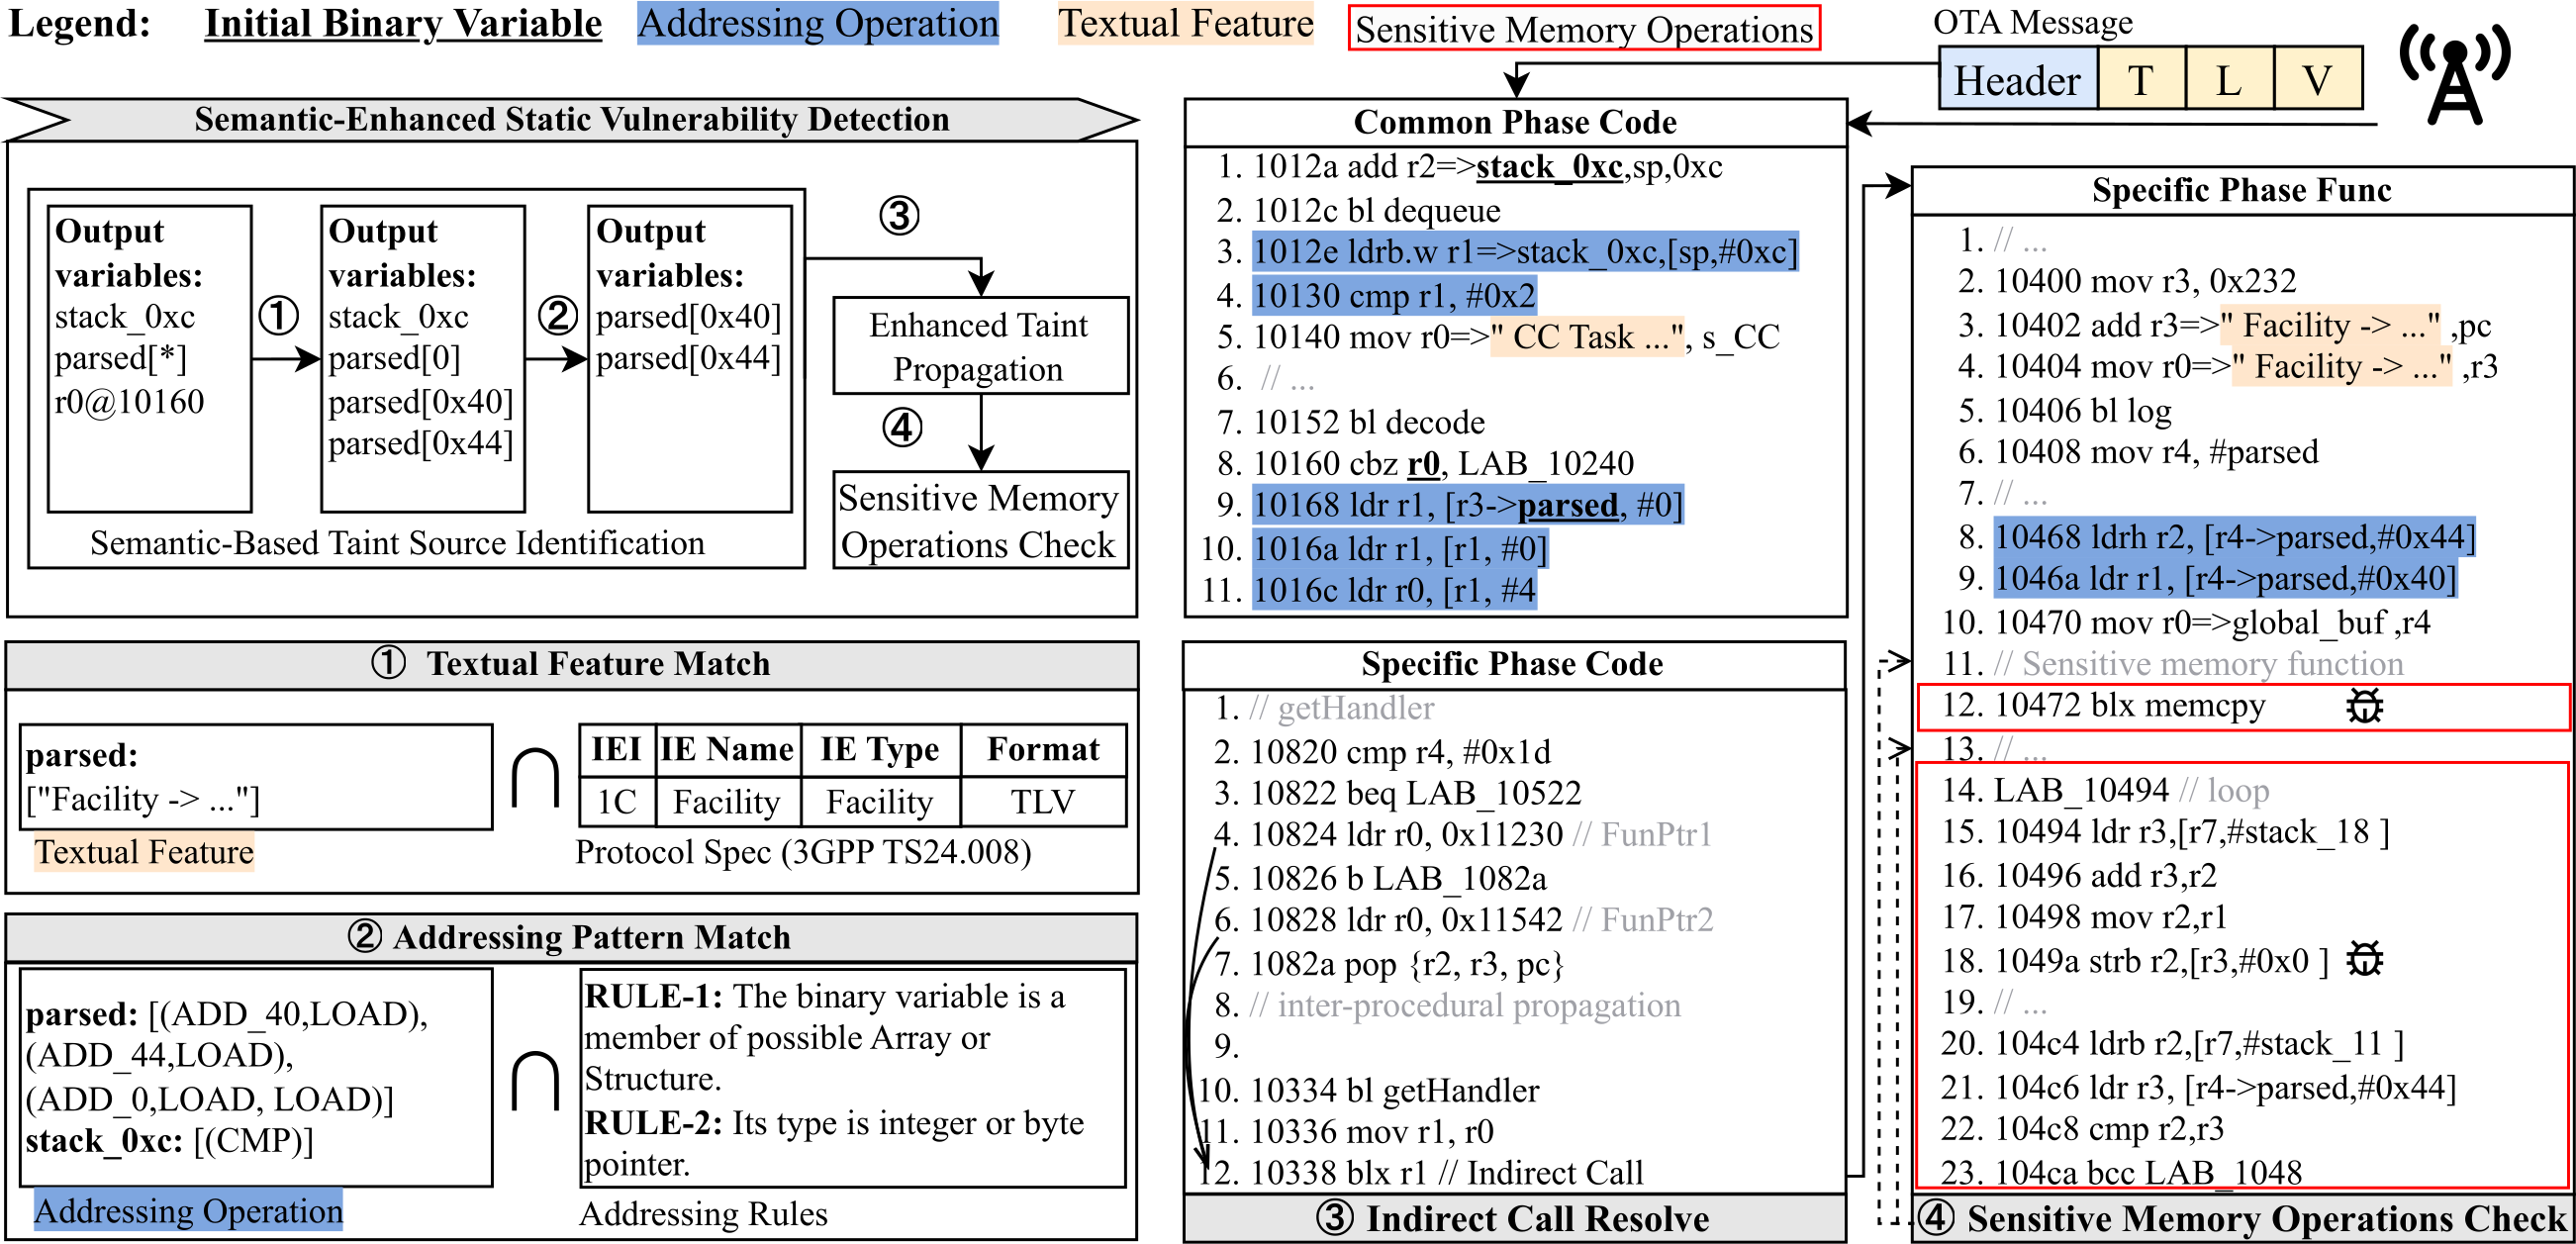 Legend: Initial Binary Variable Addressing Operation Textual Feature Sensitive Memory Operations
OTA Message
Header T L V
Semantic-Enhanced Static Vulnerability Detection
Output
variables:
stack_0xc
parsed[*]
r0@10160
①
Output
variables:
stack_0xc
parsed[0]
parsed[0x40]
parsed[0x44]
②
Output
variables:
parsed[0x40]
parsed[0x44]
Semantic-Based Taint Source Identification
③
Enhanced Taint
Propagation
④
Sensitive Memory
Operations Check
① Textual Feature Match
parsed:
["Facility -> ..."]
Textual Feature
⋂
IEI IE Name IE Type Format
1C Facility Facility TLV
Protocol Spec (3GPP TS24.008)
② Addressing Pattern Match
parsed: [(ADD_40,LOAD),
(ADD_44,LOAD),
(ADD_0,LOAD, LOAD)]
stack_0xc: [(CMP)]
Addressing Operation
⋂
RULE-1: The binary variable is a
member of possible Array or
Structure.
RULE-2: Its type is integer or byte
pointer.
Addressing Rules
Common Phase Code
1. 1012a add r2=>stack_0xc,sp,0xc
2. 1012c bl dequeue
3. 1012e ldrb.w r1=>stack_0xc,[sp,#0xc]
4. 10130 cmp r1, #0x2
5. 10140 mov r0=>" CC Task ...", s_CC
6. // ...
7. 10152 bl decode
8. 10160 cbz r0, LAB_10240
9. 10168 ldr r1, [r3->parsed, #0]
10. 1016a ldr r1, [r1, #0]
11. 1016c ldr r0, [r1, #4
Specific Phase Code
1. // getHandler
2. 10820 cmp r4, #0x1d
3. 10822 beq LAB_10522
4. 10824 ldr r0, 0x11230 // FunPtr1
5. 10826 b LAB_1082a
6. 10828 ldr r0, 0x11542 // FunPtr2
7. 1082a pop {r2, r3, pc}
8. // inter-procedural propagation
9.
10. 10334 bl getHandler
11. 10336 mov r1, r0
12. 10338 blx r1 // Indirect Call
③ Indirect Call Resolve
Specific Phase Func
1. // ...
2. 10400 mov r3, 0x232
3. 10402 add r3=>" Facility -> ..." ,pc
4. 10404 mov r0=>" Facility -> ..." ,r3
5. 10406 bl log
6. 10408 mov r4, #parsed
7. // ...
8. 10468 ldrh r2, [r4->parsed,#0x44]
9. 1046a ldr r1, [r4->parsed,#0x40]
10. 10470 mov r0=>global_buf ,r4
11. // Sensitive memory function
12. 10472 blx memcpy
13. // ...
14. LAB_10494 // loop
15. 10494 ldr r3,[r7,#stack_18 ]
16. 10496 add r3,r2
17. 10498 mov r2,r1
18. 1049a strb r2,[r3,#0x0 ]
19. // ...
20. 104c4 ldrb r2,[r7,#stack_11 ]
21. 104c6 ldr r3, [r4->parsed,#0x44]
22. 104c8 cmp r2,r3
23. 104ca bcc LAB_1048
④ Sensitive Memory Operations Check